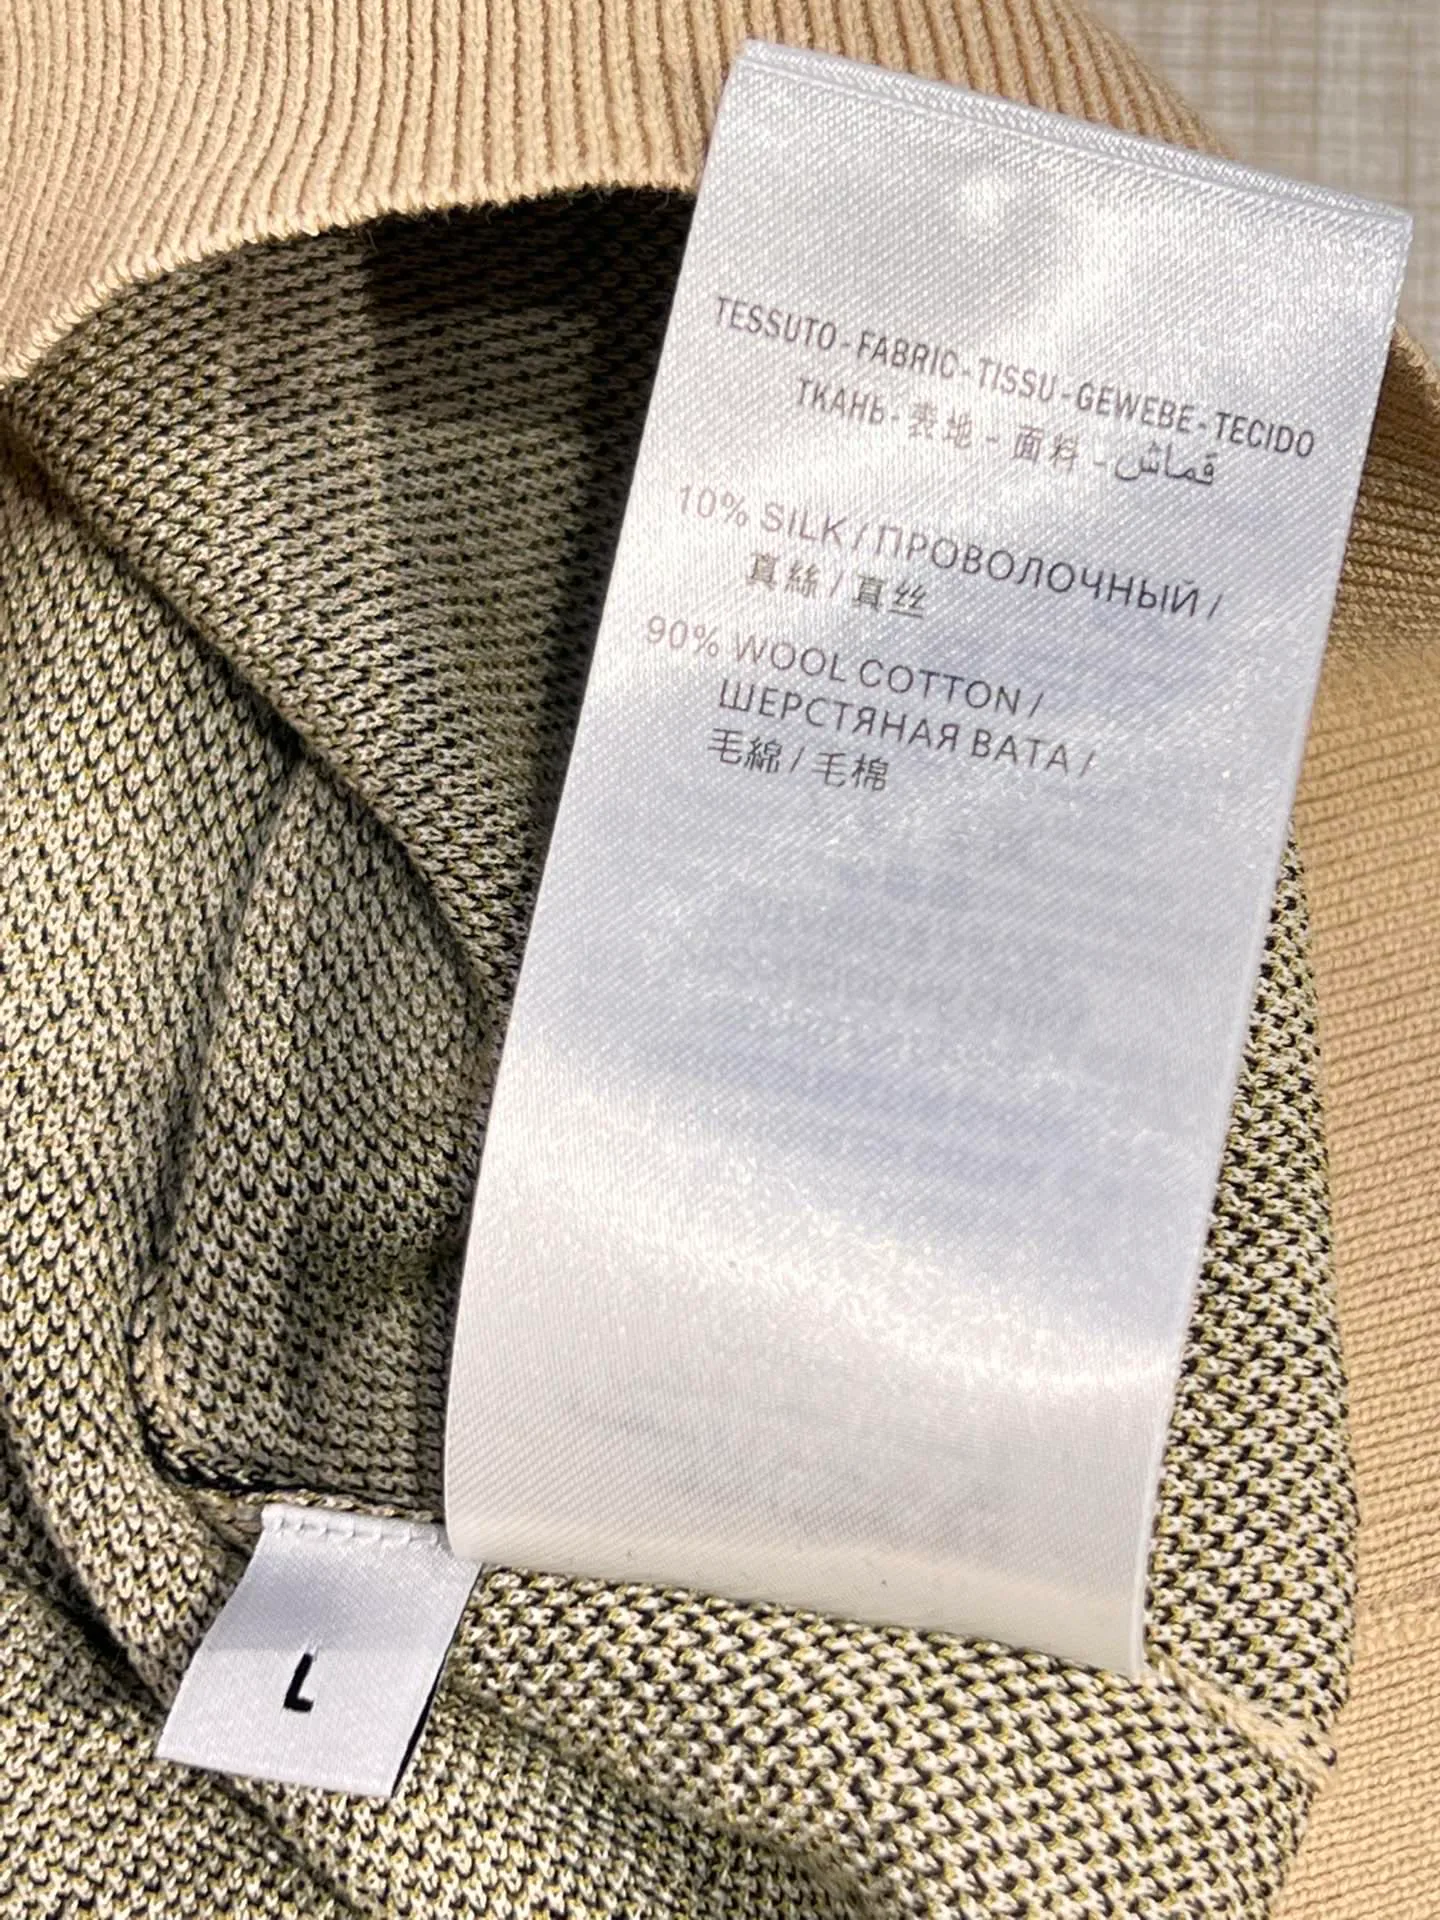 TESSUTO-FABRIC-TISSU-GEWEBE-TECIDO
ТКАНЬ-表地-面料-قماش
10% SILK/ПРОВОЛОЧНЫЙ/
真絲/真丝
90% WOOL COTTON/
ШЕРСТЯНАЯ ВАТА/
毛綿/毛棉
L